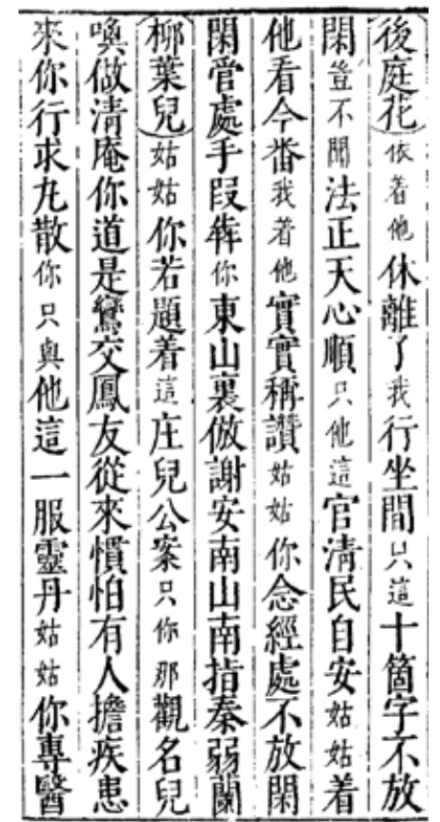 後庭花依着他休離了我行坐間只這十箇字不放
閑豈不聞法正天心順只他這官清民自安姑姑着
他看今番我着他實實稱讚姑姑你念經處不放閑
閑管處手叚犇你東山裏倣謝安南山南指秦弱蘭
柳葉兒姑姑你若題着這庄兒公案只你那觀名兒
喚做清庵你道是鸞交鳳友從來慣怕有人擔疾患
來你行求丸散你只與他這一服靈丹姑姑你專醫